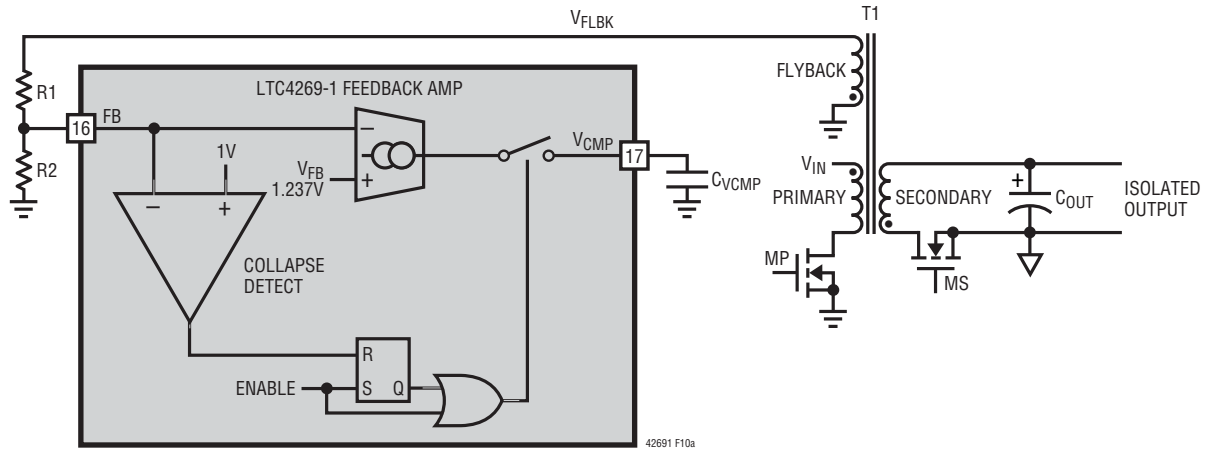 VFLBK
T1
R1
R2
16
FB
LTC4269-1 FEEDBACK AMP
FLYBACK
1V
VFB
1.237V
−
+
−
+
COLLAPSE
DETECT
VCMP
17
CVCMP
VIN
PRIMARY
SECONDARY
+
COUT
ISOLATED
OUTPUT
MP
MS
ENABLE
R
S
Q
42691 F10a